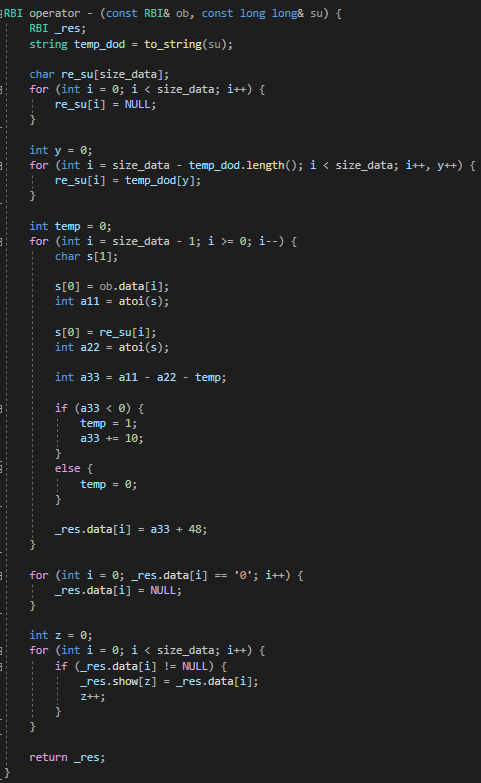 RBI operator - (const RBI& ob, const long long& su) {
RBI _res;
string temp_dod = to_string(su);
char re_su[size_data];
for (int i = 0; i < size_data; i++) {
re_su[i] = NULL;
}
int y = 0;
for (int i = size_data - temp_dod.length(); i < size_data; i++, y++) {
re_su[i] = temp_dod[y];
}
int temp = 0;
for (int i = size_data - 1; i >= 0; i--) {
char s[1];
s[0] = ob.data[i];
int a11 = atoi(s);
s[0] = re_su[i];
int a22 = atoi(s);
int a33 = a11 - a22 - temp;
if (a33 < 0) {
temp = 1;
a33 += 10;
}
else {
temp = 0;
}
_res.data[i] = a33 + 48;
}
for (int i = 0; _res.data[i] == '0'; i++) {
_res.data[i] = NULL;
}
int z = 0;
for (int i = 0; i < size_data; i++) {
if (_res.data[i] != NULL) {
_res.show[z] = _res.data[i];
z++;
}
}
return _res;
}